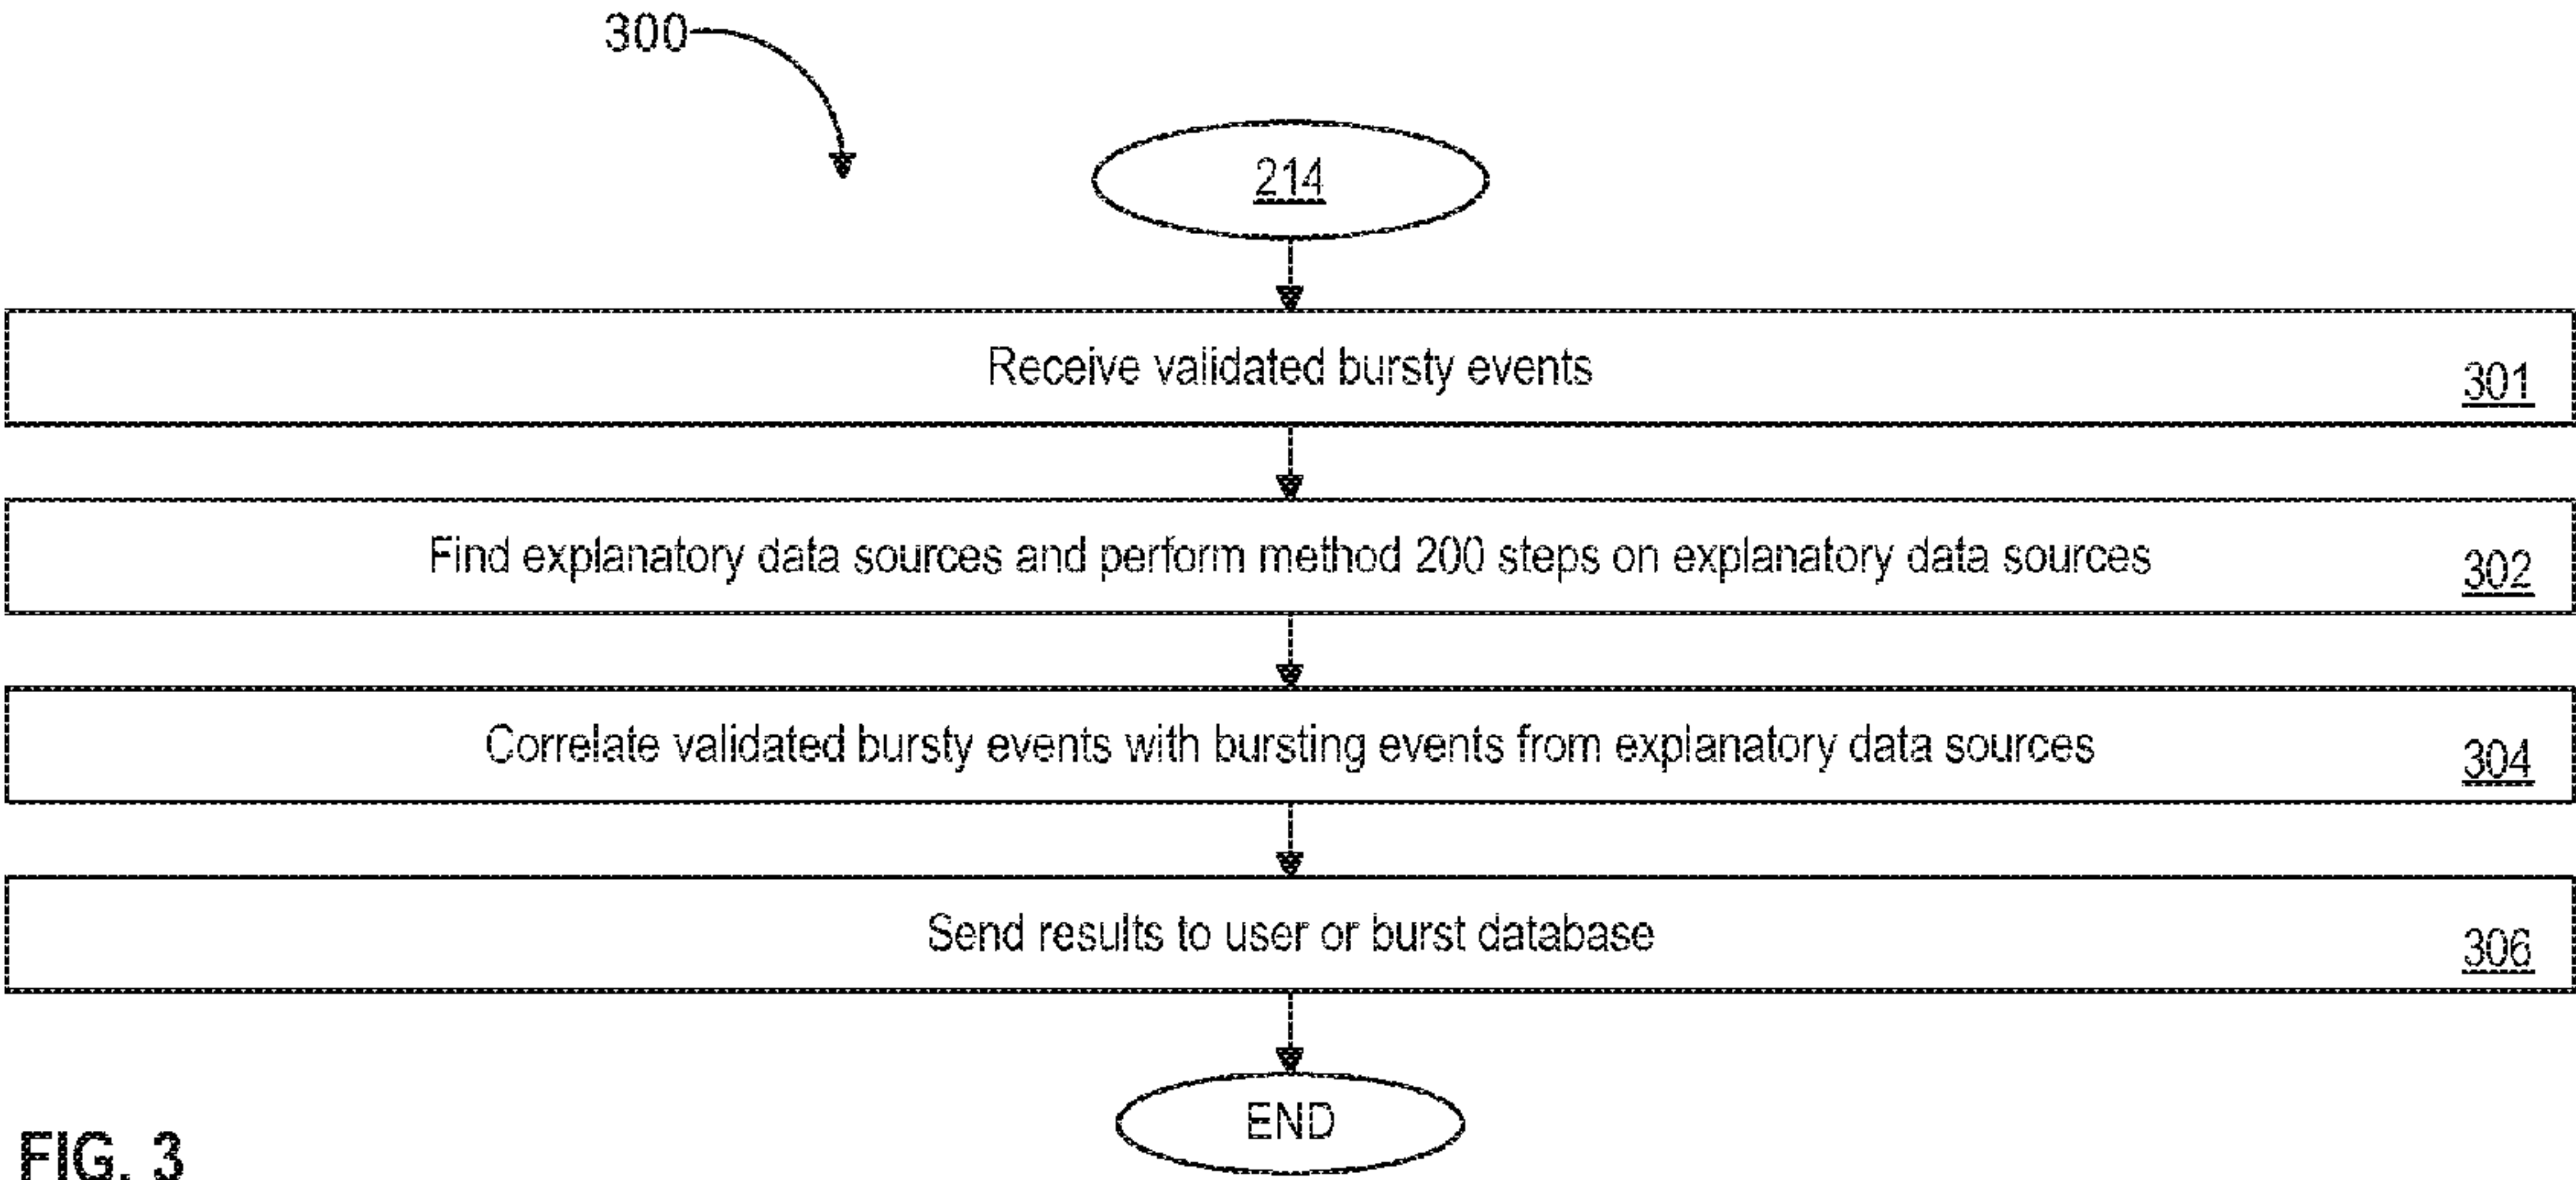 300
214
Receive validated bursty events
301
Find explanatory data sources and perform method 200 steps on explanatory data sources
302
Correlate validated bursty events with bursting events from explanatory data sources
304
Send results to user or burst database
306
END
FIG. 3